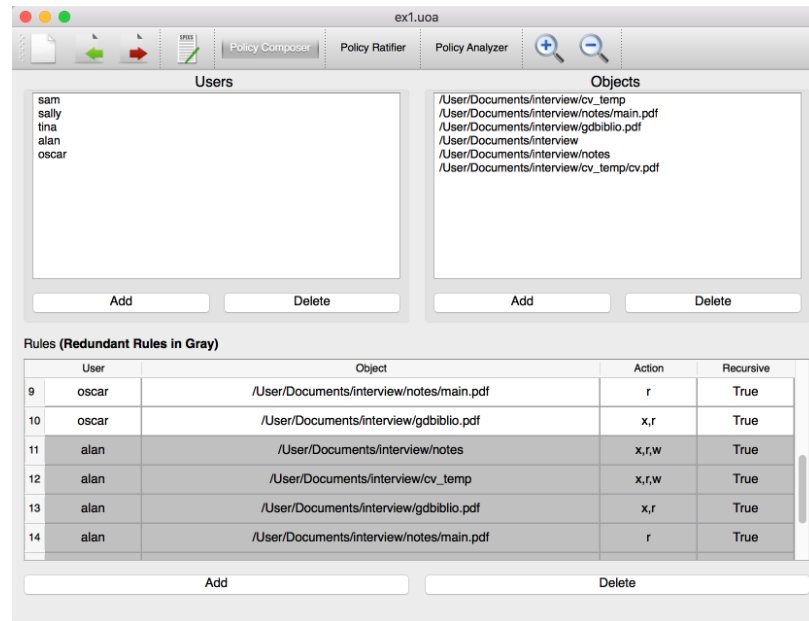 ex1.uoa
SPECS
Policy Composer Policy Ratifier Policy Analyzer
Users
sam
sally
tina
alan
oscar
Add Delete
Objects
/User/Documents/interview/cv_temp
/User/Documents/interview/notes/main.pdf
/User/Documents/interview/gdbiblio.pdf
/User/Documents/interview
/User/Documents/interview/notes
/User/Documents/interview/cv_temp/cv.pdf
Add Delete
Rules (Redundant Rules in Gray)
User Object Action Recursive
9 oscar /User/Documents/interview/notes/main.pdf r True
10 oscar /User/Documents/interview/gdbiblio.pdf x,r True
11 alan /User/Documents/interview/notes x,r,w True
12 alan /User/Documents/interview/cv_temp x,r,w True
13 alan /User/Documents/interview/gdbiblio.pdf x,r True
14 alan /User/Documents/interview/notes/main.pdf r True
Add Delete